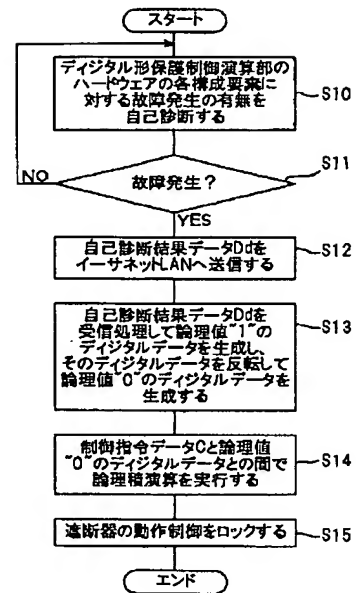 スタート
ディジタル形保護制御演算部の
ハードウェアの各構成要素に
対する故障発生の有無を
自己診断する
S10
故障発生?
S11
NO
YES
自己診断結果データDdを
イーサネットLANへ送信する
S12
自己診断結果データDdを
受信処理して論理値"1"の
ディジタルデータを生成し、
そのディジタルデータを反転して
論理値"0"のディジタルデータを
生成する
S13
制御指令データCと論理値
"0"のディジタルデータとの間で
論理積演算を実行する
S14
遮断器の動作制御をロックする
S15
エンド